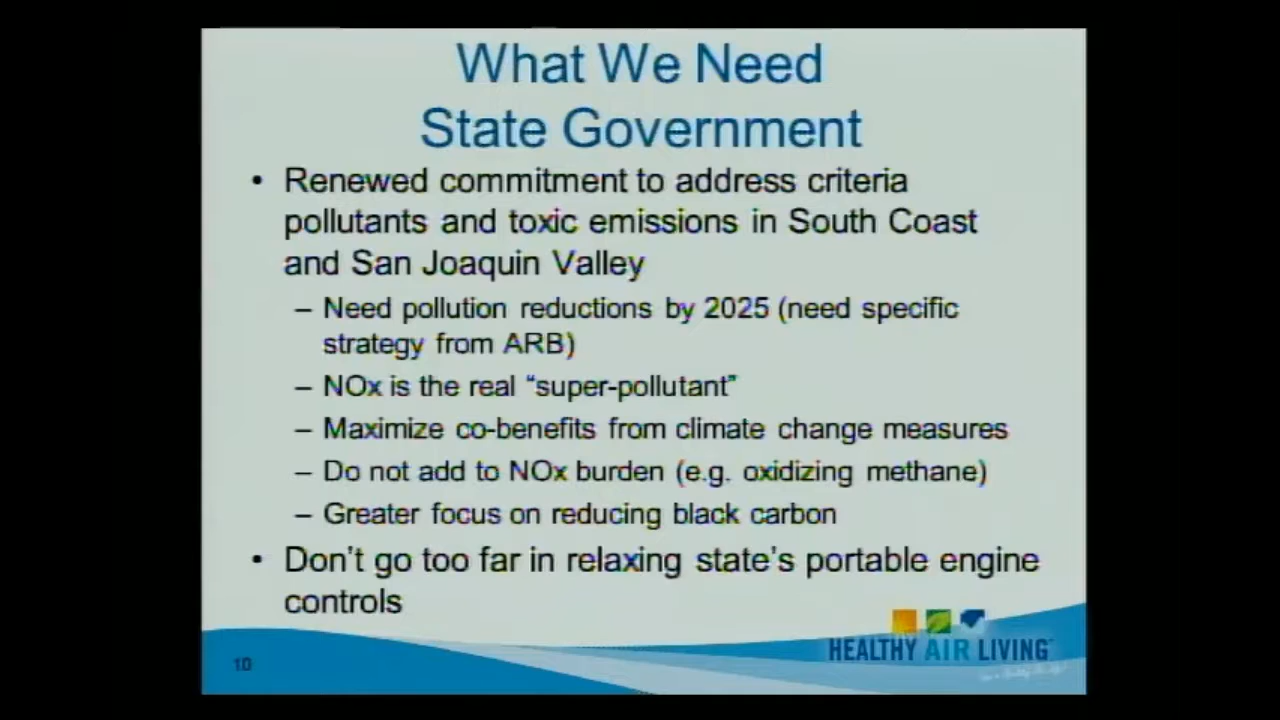 What We Need
State Government
• Renewed commitment to address criteria
pollutants and toxic emissions in South Coast
and San Joaquin Valley
– Need pollution reductions by 2025 (need specific
strategy from ARB)
– NOx is the real “super-pollutant”
– Maximize co-benefits from climate change measures
– Do not add to NOx burden (e.g. oxidizing methane)
– Greater focus on reducing black carbon
• Don’t go too far in relaxing state’s portable engine
controls
HEALTHY AIR LIVING
10